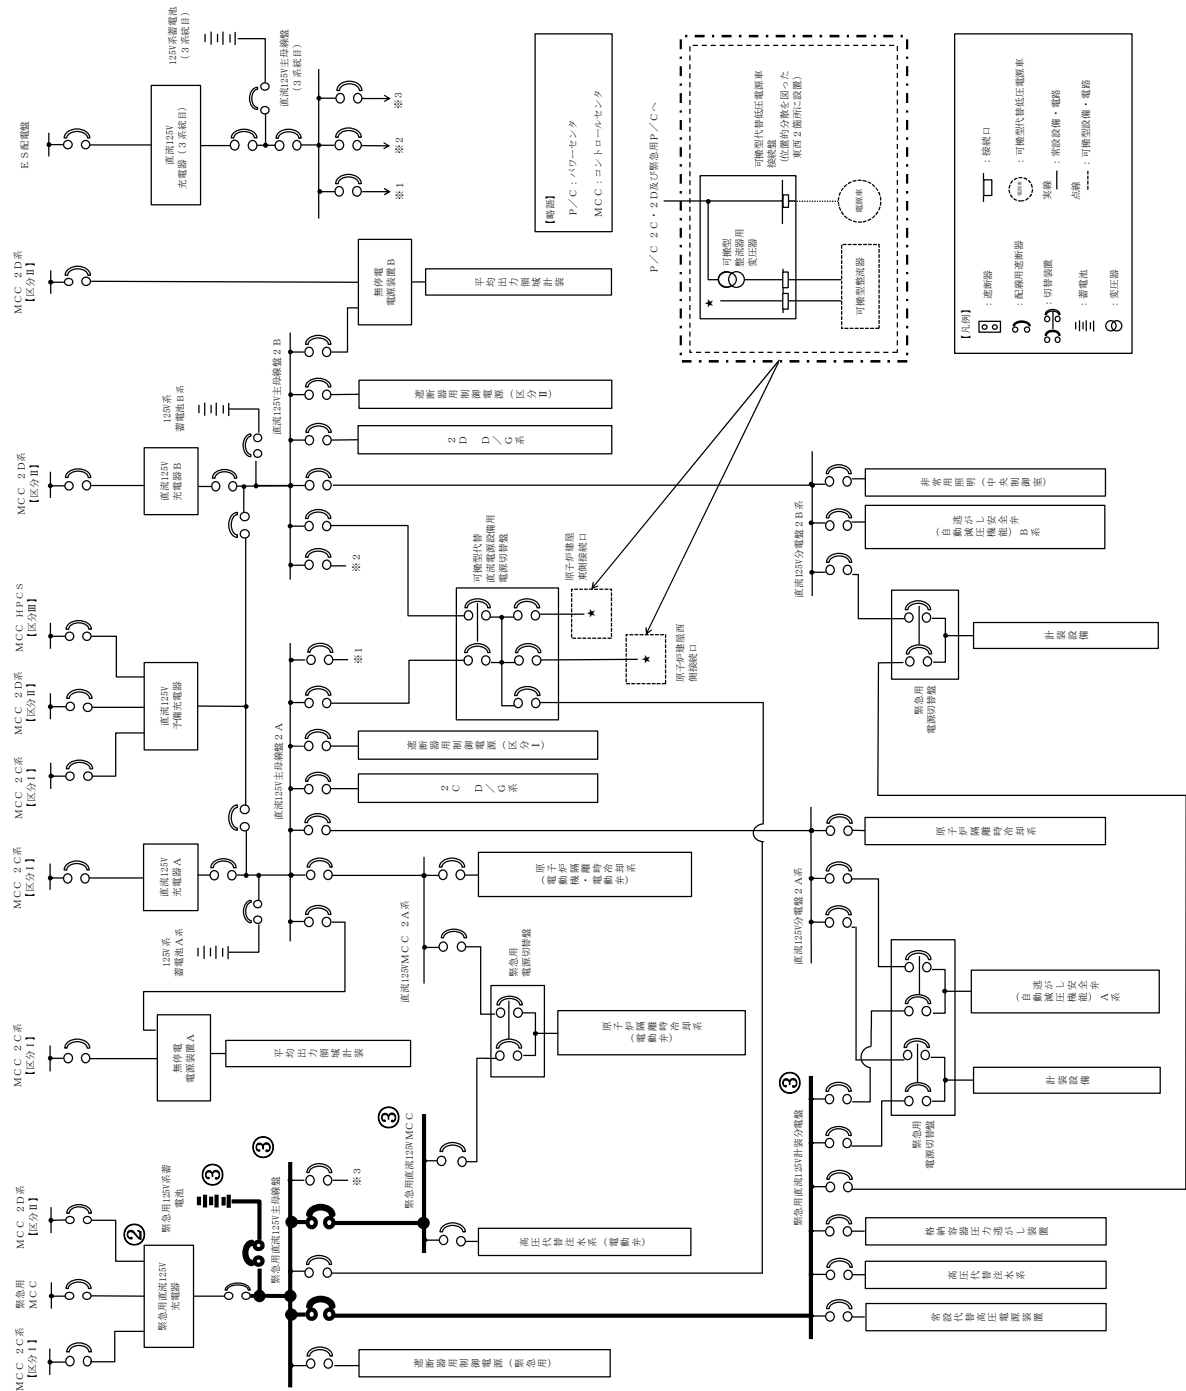 MCC 2C系
【区分Ⅰ】
緊急用
MCC
MCC 2D系
【区分Ⅱ】
MCC 2C系
【区分Ⅰ】
MCC 2C系
【区分Ⅰ】
MCC 2C系
【区分Ⅰ】
MCC 2D系
【区分Ⅱ】
MCC HPCS
【区分Ⅲ】
MCC 2D系
【区分Ⅱ】
MCC 2D系
【区分Ⅱ】
ES配電盤
緊急用直流125V
充電器
②
緊急用125V系蓄
電池
③
無停電
電源装置A
平均出力領域計装
直流125V
充電器A
125V系
蓄電池A系
直流125V
予備充電器
直流125V
充電器B
125V系
蓄電池B系
無停電
電源装置B
平均出力領域計装
直流125V
充電器(3系統目)
125V系蓄電池
(3系統目)
直流125V主母線盤
(3系統目)
※1
※2
※3
緊急用直流125V主母線盤
③
遮断器用制御電源(緊急用)
※3
直流125V主母線盤2A
2C D/G系
遮断器用制御電源(区分Ⅰ)
※1
直流125V主母線盤2B
※2
2D D/G系
遮断器用制御電源(区分Ⅱ)
緊急用直流125VMCC
③
高圧代替注水系(電動弁)
直流125VMCC 2A系
原子炉隔離時冷却系
(電動機・電動弁)
緊急用
電源切替盤
原子炉隔離時冷却系
(電動弁)
可搬型代替
直流電源設備用
電源切替盤
原子炉建屋西
側接続口
★
原子炉建屋
東側接続口
★
緊急用直流125V計装分電盤
③
常設代替高圧電源装置
高圧代替注水系
格納容器圧力逃がし装置
緊急用
電源切替盤
計装設備
逃がし安全弁
(自動減圧機能) A系
直流125V分電盤2A系
原子炉隔離時冷却系
緊急用
電源切替盤
計装設備
直流125V分電盤2B系
逃がし安全弁
(自動減圧機能) B系
非常用照明(中央制御室)
【略語】
P/C:パワーセンタ
MCC:コントロールセンタ
P/C 2C・2D及び緊急用P/Cへ
可搬型代替低圧電源車
接続盤
(位置的分散を図った
東西2箇所に設置)
可搬型
整流器用
変圧器
★
可搬型整流器
電源車
【凡例】
:遮断器
:配線用遮断器
:切替装置
:蓄電池
:変圧器
:接続口
電源車
:可搬型代替低圧電源車
実線
:常設設備・電路
点線
:可搬型設備・電路